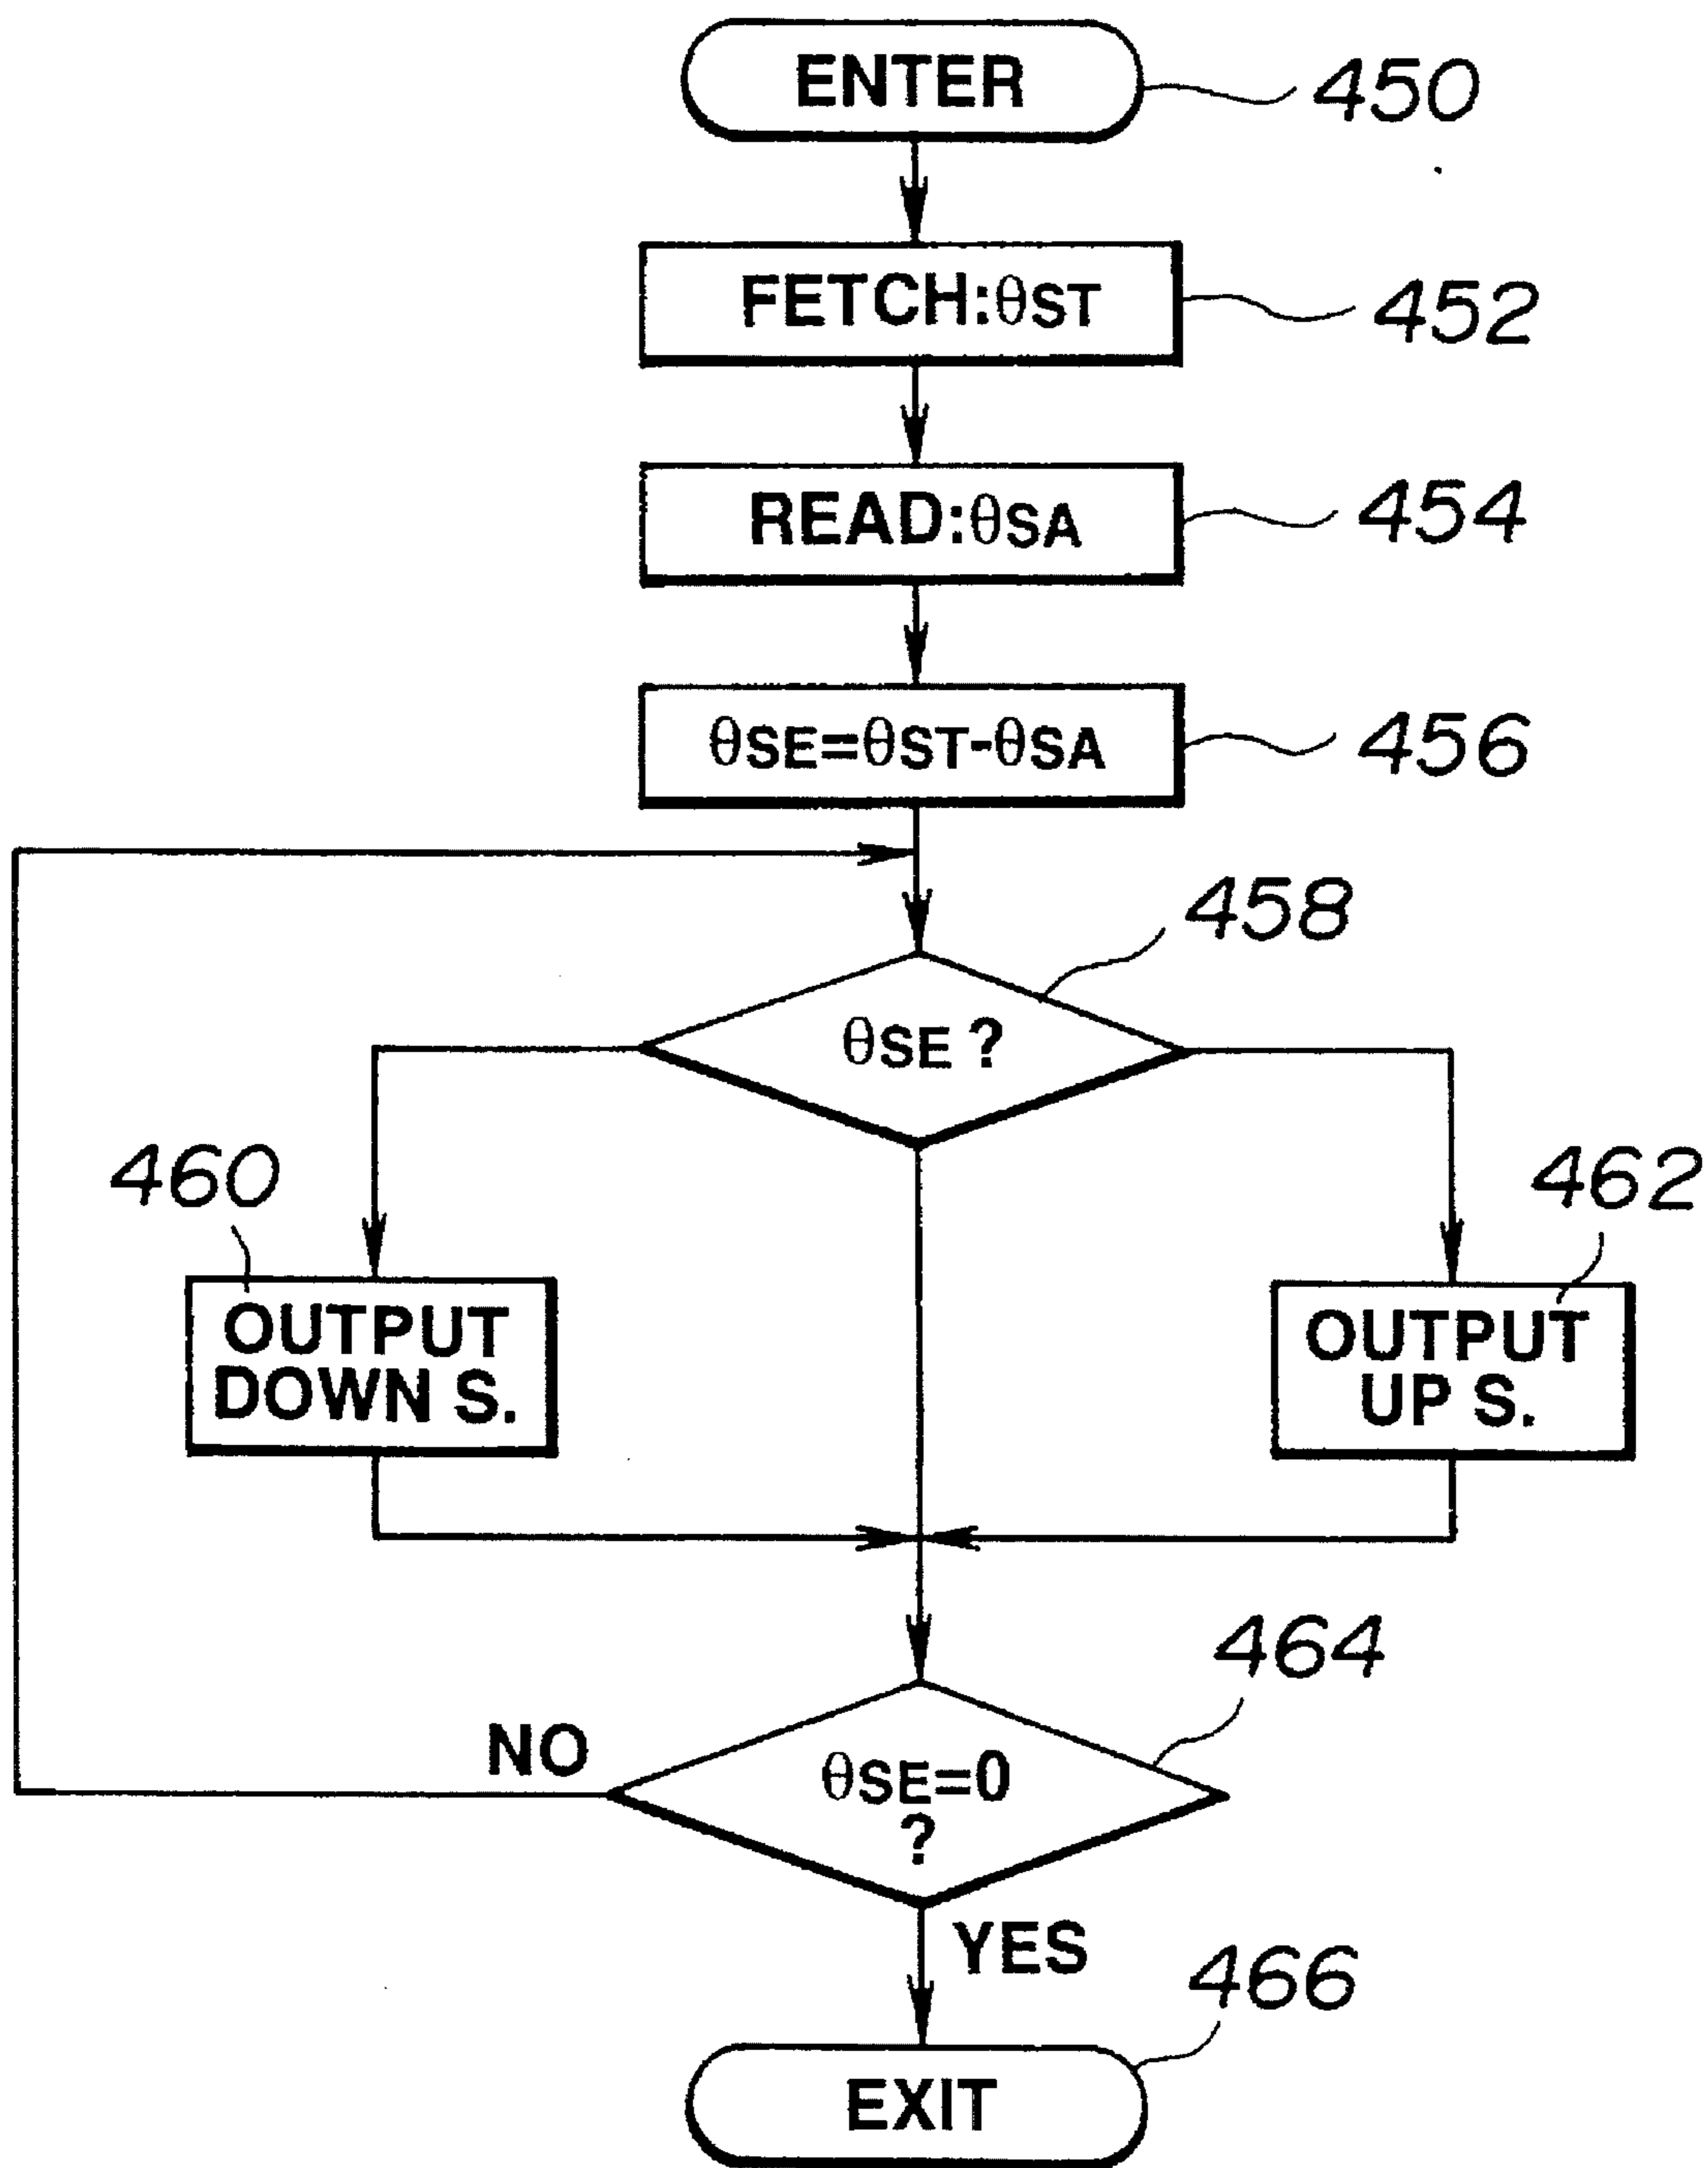 ENTER
450
FETCH:θST
452
READ:θSA
454
θSE=θST-θSA
456
458
θSE ?
460
462
OUTPUT
DOWN S.
OUTPUT
UP S.
464
NO
θSE=0
?
YES
466
EXIT